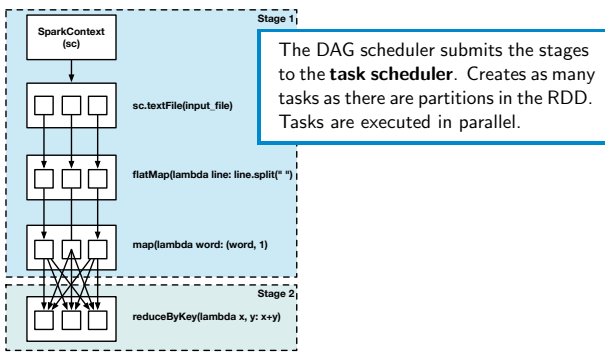 Stage 1
SparkContext
(sc)
The DAG scheduler submits the stages
to the task scheduler. Creates as many
tasks as there are partitions in the RDD.
Tasks are executed in parallel.
sc.textFile(input_file)
flatMap(lambda line: line.split(" ")
map(lambda word: (word, 1)
Stage 2
reduceByKey(lambda x, y: x+y)